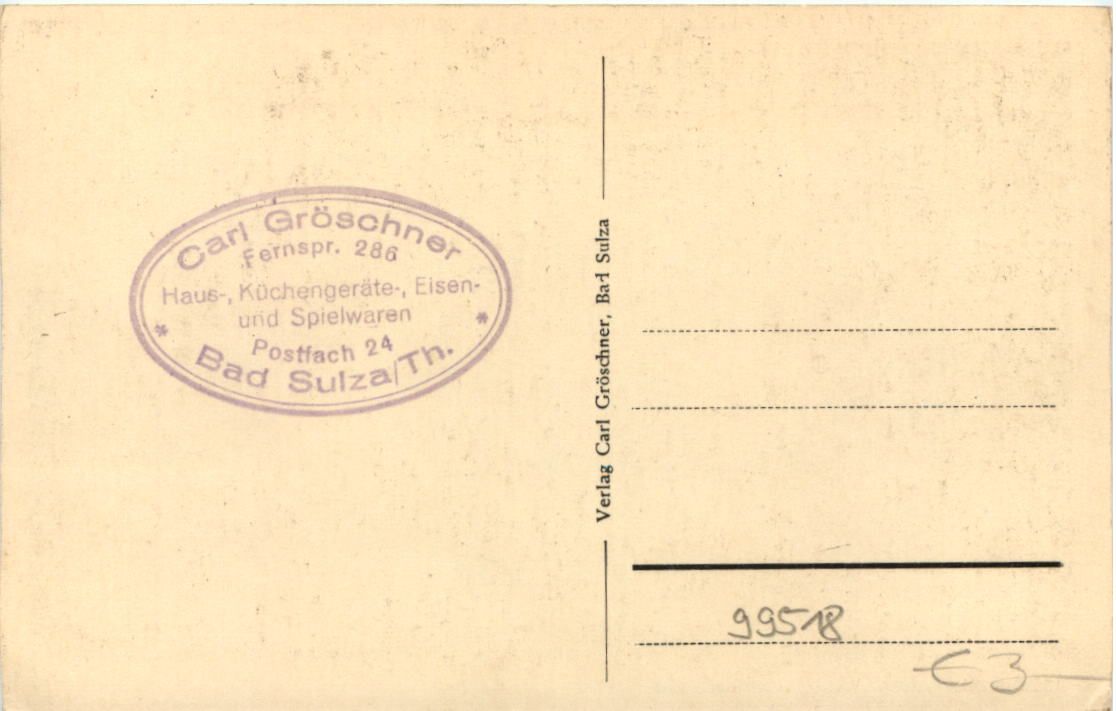 Carl Gröschner
Fernspr. 286
Haus-, Küchengeräte-, Eisen-
und Spielwaren
Postfach 24
* Bad Sulza/Th. *
Verlag Carl Gröschner, Bad Sulza
99518
€ 3